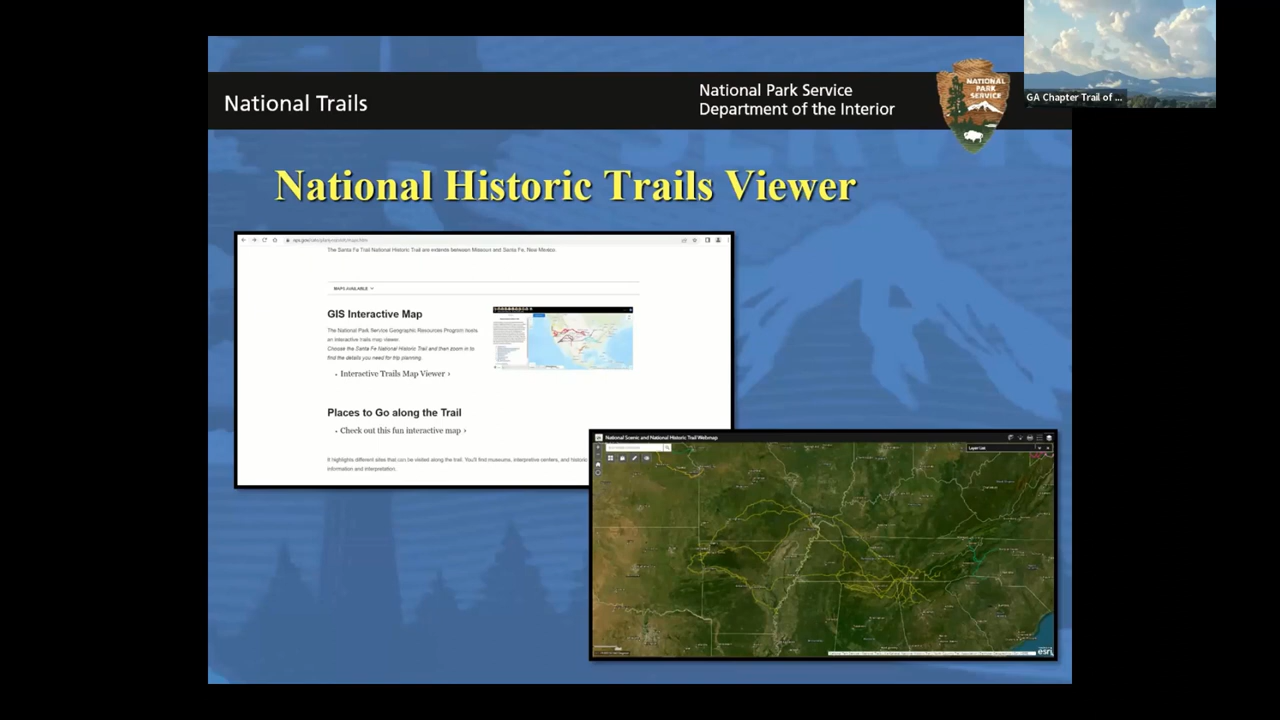 National Trails
National Park Service
Department of the Interior
NATIONAL
PARK
SERVICE
GA Chapter Trail of ...
National Historic Trails Viewer
The Santa Fe Trail National Historic Trail are extends between Missouri and Santa Fe, New Mexico.
MAPS AVAILABLE
GIS Interactive Map
The National Park Service Geographic Resources Program hosts
an interactive trails map viewer.
Choose the Santa Fe National Historic Trail and then zoom in to
find the details you need for trip planning.
Interactive Trails Map Viewer ›
Places to Go along the Trail
Check out this fun interactive map ›
It highlights different sites that can be visited along the trail. You'll find museums, interpretive centers, and historic
information and interpretation.
National Scenic and National Historic Trail Webmap
Layer List
esri